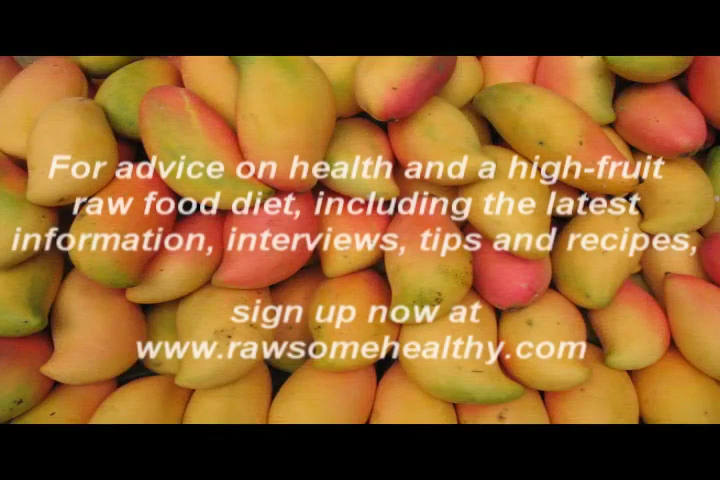 For advice on health and a high-fruit
raw food diet, including the latest
information, interviews, tips and recipes,
sign up now at
www.rawsomehealthy.com